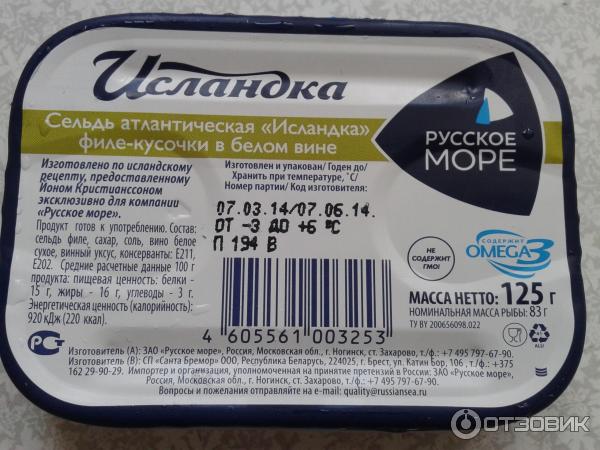 Исландка
Сельдь атлантическая «Исландка»
филе-кусочки в белом вине
РУССКОЕ
МОРЕ
Изготовлено по исландскому
рецепту, предоставленному
Йоном Кристианссоном
эксклюзивно для компании
«Русское море».
Продукт готов к употреблению. Состав:
сельдь филе, сахар, соль, вино белое
сухое, винный уксус, консерванты: Е211,
Е202. Средние расчетные данные 100 г
продукта: пищевая ценность: белки -
15 г, жиры - 16 г, углеводы - 3 г.
Энергетическая ценность (калорийность):
920 кДж (220 ккал).
Изготовлен и упакован/ Годен до/
Хранить при температуре, °С/
Номер партии/ Код изготовителя:
07.03.14/07.06.14.
ОТ -3 ДО +6 °С
П 194 В
4 605561 003253
НЕ
СОДЕРЖИТ
ГМО!
СОДЕРЖИТ
OMEGA3
МАССА НЕТТО: 125 г
НОМИНАЛЬНАЯ МАССА РЫБЫ: 83 г
ТУ BY 200656098.022
ALU
РСТ
Изготовитель (А): ЗАО «Русское море», Россия, Московская обл., г. Ногинск, ст. Захарово, т./ф.: +7 495 797-67-90.
Изготовитель (В): СП «Санта Бремор» ООО, Республика Беларусь, 224025, г. Брест, ул. Катин Бор, 106, т./ф.: +375
162 29-90-29. Импортер и организация, уполномоченная на принятие претензий в России: ЗАО «Русское море»,
Россия, Московская обл., г. Ногинск, ст. Захарово, т./ф.: +7 495 797-67-90.
Вопросы и пожелания отправляйте на e-mail: quality@russiansea.ru
ОТЗОВИК